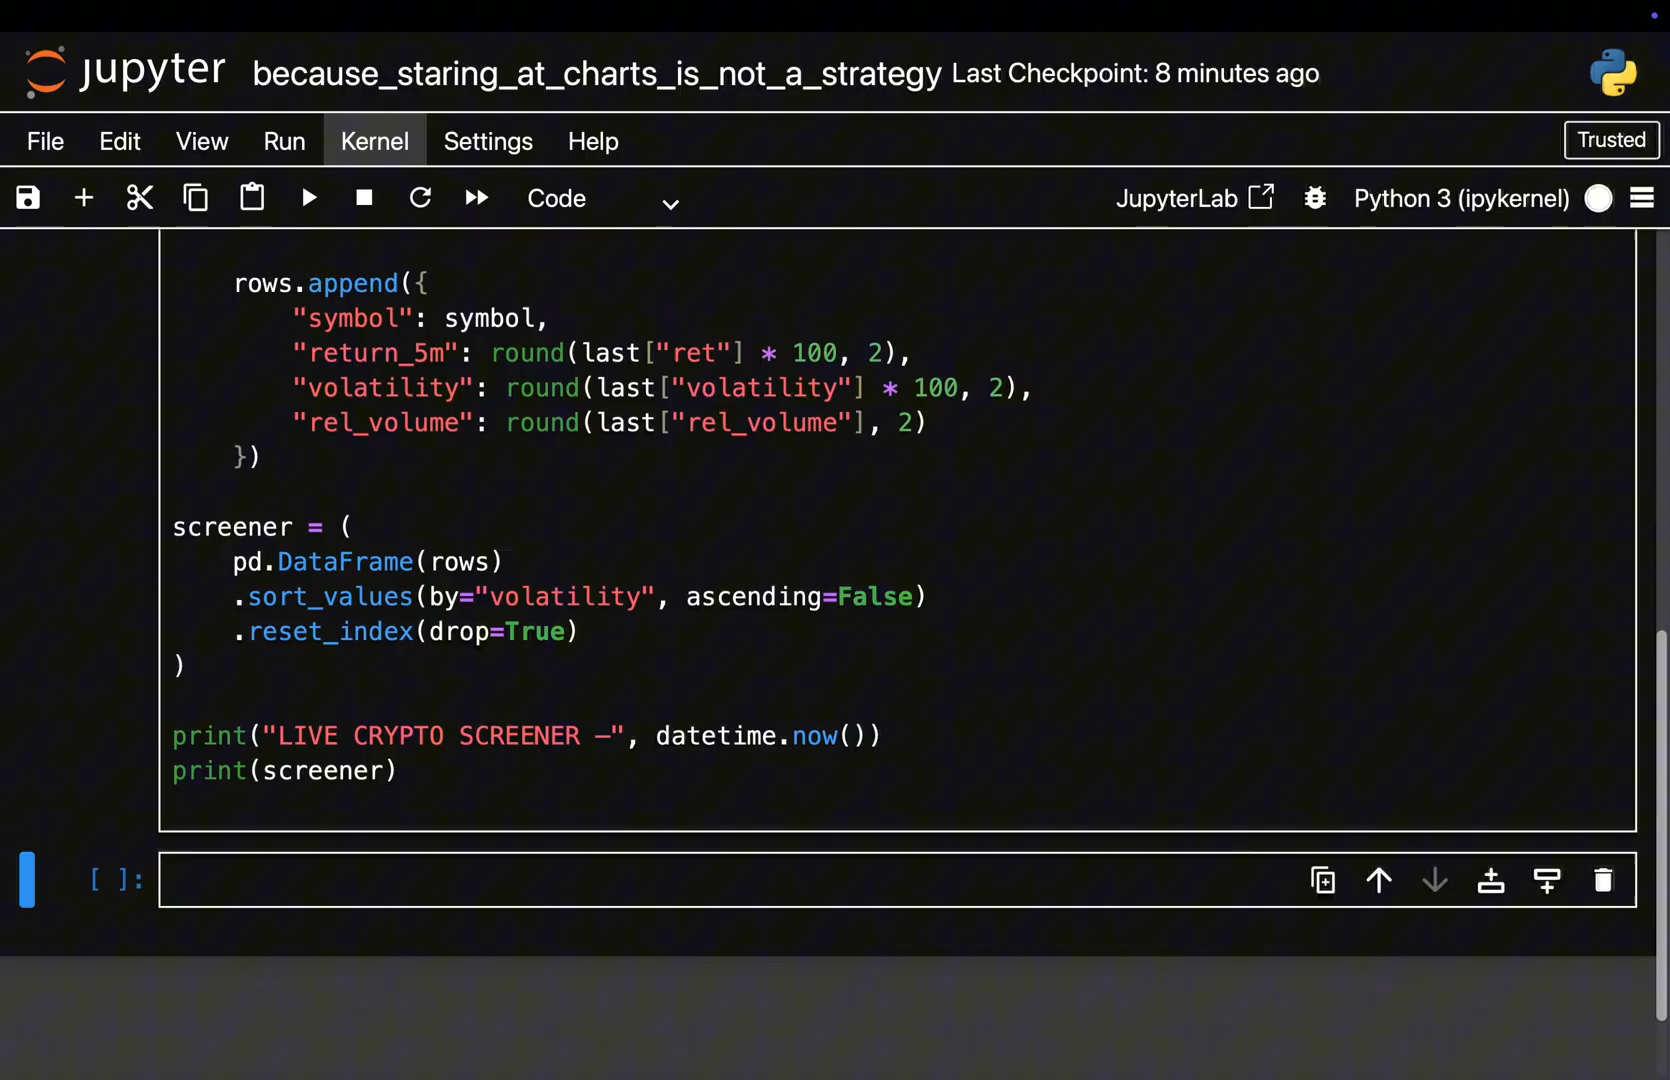 jupyter because_staring_at_charts_is_not_a_strategy Last Checkpoint: 8 minutes ago
File Edit View Run Kernel Settings Help Trusted
Code JupyterLab Python 3 (ipykernel)
    rows.append({
        "symbol": symbol,
        "return_5m": round(last["ret"] * 100, 2),
        "volatility": round(last["volatility"] * 100, 2),
        "rel_volume": round(last["rel_volume"], 2)
    })
screener = (
    pd.DataFrame(rows)
    .sort_values(by="volatility", ascending=False)
    .reset_index(drop=True)
)
print("LIVE CRYPTO SCREENER —", datetime.now())
print(screener)
[ ]: